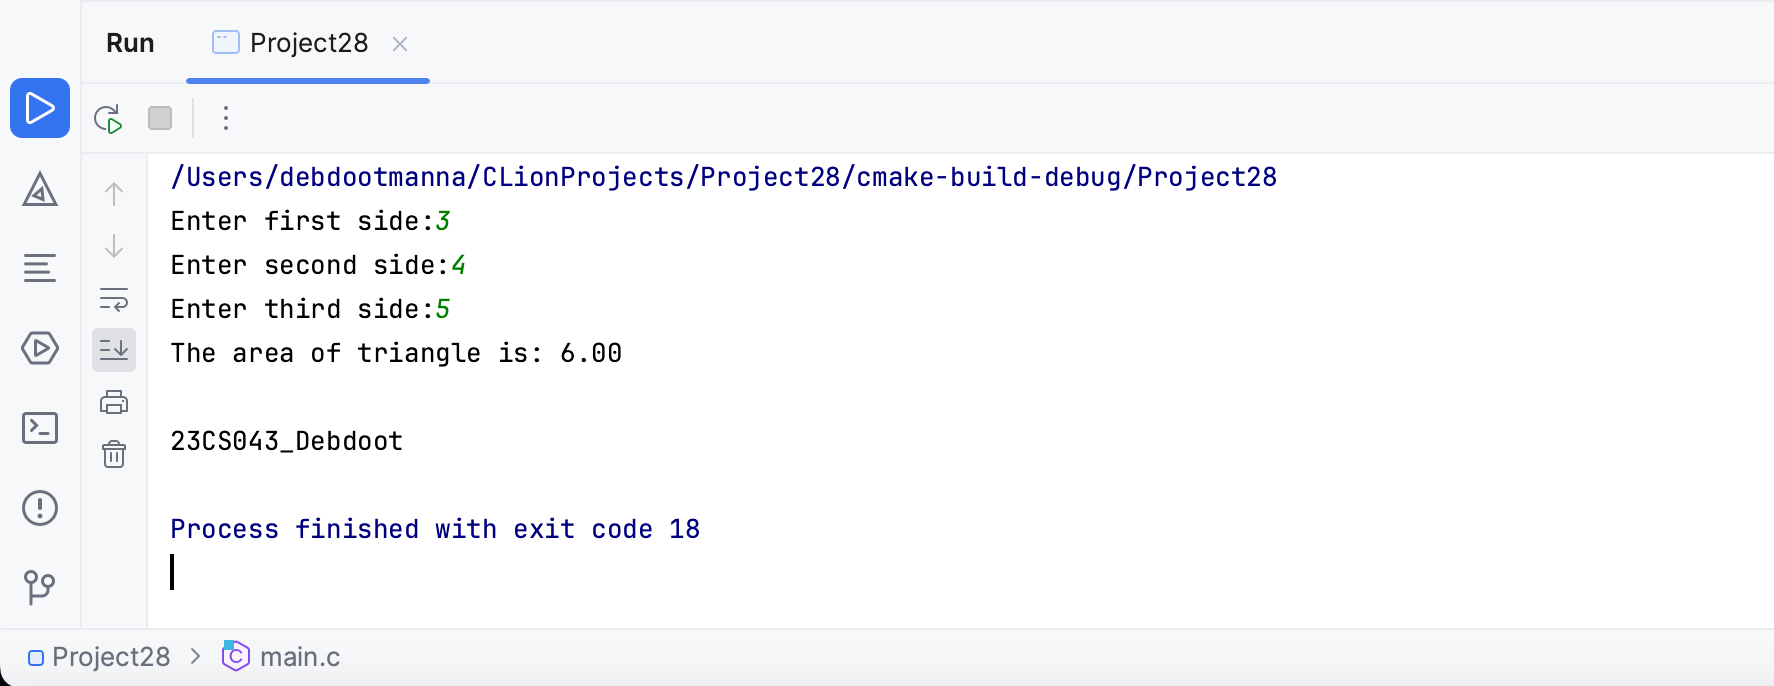 Run Project28
/Users/debdootmanna/CLionProjects/Project28/cmake-build-debug/Project28
Enter first side:3
Enter second side:4
Enter third side:5
The area of triangle is: 6.00
23CS043_Debdoot
Process finished with exit code 18
Project28 > main.c